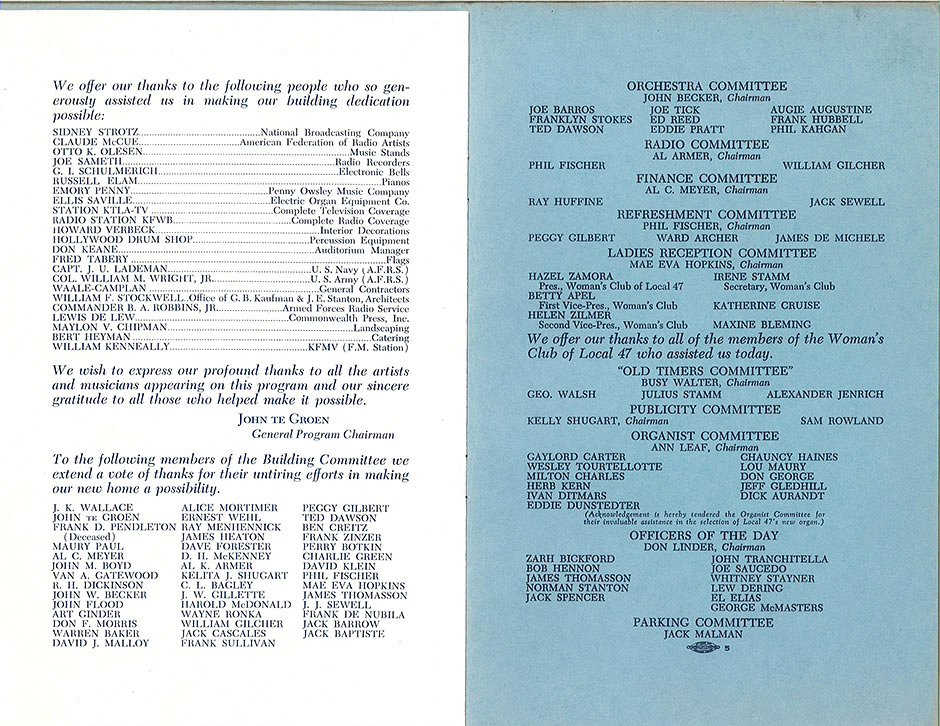 We offer our thanks to the following people who so gen-
erously assisted us in making our building dedication
possible:
SIDNEY STROTZ....National Broadcasting Company
CLAUDE McCUE....American Federation of Radio Artists
OTTO K. OLESEN....Music Stands
JOE SAMETH....Radio Recorders
G. I. SCHULMERICH....Electronic Bells
RUSSELL ELAM....Pianos
EMORY PENNY....Penny Owsley Music Company
ELLIS SAVILLE....Electric Organ Equipment Co.
STATION KTLA-TV....Complete Television Coverage
RADIO STATION KFWB....Complete Radio Coverage
HOWARD VERBECK....Interior Decorations
HOLLYWOOD DRUM SHOP....Percussion Equipment
DON KEANE....Auditorium Manager
FRED TABERY....Flags
CAPT. J. U. LADEMAN....U. S. Navy (A.F.R.S.)
COL. WILLIAM M. WRIGHT, JR.....U. S. Army (A.F.R.S.)
WAALE-CAMPLAN....General Contractors
WILLIAM F. STOCKWELL..Office of G. B. Kaufman & J. E. Stanton, Architects
COMMANDER B. A. ROBBINS, JR.....Armed Forces Radio Service
LEWIS DE LEW....Commonwealth Press, Inc.
MAYLON V. CHIPMAN....Landscaping
BERT HEYMAN....Catering
WILLIAM KENNEALLY....KFMV (F.M. Station)
We wish to express our profound thanks to all the artists
and musicians appearing on this program and our sincere
gratitude to all those who helped make it possible.
JOHN TE GROEN
General Program Chairman
To the following members of the Building Committee we
extend a vote of thanks for their untiring efforts in making
our new home a possibility.
J. K. WALLACE ALICE MORTIMER PEGGY GILBERT
JOHN TE GROEN ERNEST WEHL TED DAWSON
FRANK D. PENDLETON RAY MENHENNICK BEN CREITZ
(Deceased) JAMES HEATON FRANK ZINZER
MAURY PAUL DAVE FORESTER PERRY BOTKIN
AL C. MEYER D. H. McKENNEY CHARLIE GREEN
JOHN M. BOYD AL K. ARMER DAVID KLEIN
VAN A. GATEWOOD KELITA J. SHUGART PHIL FISCHER
R. H. DICKINSON C. L. BAGLEY MAE EVA HOPKINS
JOHN W. BECKER J. W. GILLETTE JAMES THOMASSON
JOHN FLOOD HAROLD McDONALD J. J. SEWELL
ART GINDER WAYNE RONKA FRANK DE NUBILA
DON F. MORRIS WILLIAM GILCHER JACK BARROW
WARREN BAKER JACK CASCALES JACK BAPTISTE
DAVID J. MALLOY FRANK SULLIVAN
ORCHESTRA COMMITTEE
JOHN BECKER, Chairman
JOE BARROS JOE TICK AUGIE AUGUSTINE
FRANKLYN STOKES ED REED FRANK HUBBELL
TED DAWSON EDDIE PRATT PHIL KAHGAN
RADIO COMMITTEE
AL ARMER, Chairman
PHIL FISCHER WILLIAM GILCHER
FINANCE COMMITTEE
AL C. MEYER, Chairman
RAY HUFFINE JACK SEWELL
REFRESHMENT COMMITTEE
PHIL FISCHER, Chairman
PEGGY GILBERT WARD ARCHER JAMES DE MICHELE
LADIES RECEPTION COMMITTEE
MAE EVA HOPKINS, Chairman
HAZEL ZAMORA IRENE STAMM
Pres., Woman's Club of Local 47 Secretary, Woman's Club
BETTY APEL
First Vice-Pres., Woman's Club KATHERINE CRUISE
HELEN ZILMER
Second Vice-Pres., Woman's Club MAXINE BLEMING
We offer our thanks to all of the members of the Woman's
Club of Local 47 who assisted us today.
"OLD TIMERS COMMITTEE"
BUSY WALTER, Chairman
GEO. WALSH JULIUS STAMM ALEXANDER JENRICH
PUBLICITY COMMITTEE
KELLY SHUGART, Chairman SAM ROWLAND
ORGANIST COMMITTEE
ANN LEAF, Chairman
GAYLORD CARTER CHAUNCY HAINES
WESLEY TOURTELLOTTE LOU MAURY
MILTON CHARLES DON GEORGE
HERB KERN JEFF GLEDHILL
IVAN DITMARS DICK AURANDT
EDDIE DUNSTEDTER
(Acknowledgement is hereby tendered the Organist Committee for
their invaluable assistance in the selection of Local 47's new organ.)
OFFICERS OF THE DAY
DON LINDER, Chairman
ZARH BICKFORD JOHN TRANCHITELLA
BOB HENNON JOE SAUCEDO
JAMES THOMASSON WHITNEY STAYNER
NORMAN STANTON LEW DERING
JACK SPENCER EL ELIAS
GEORGE McMASTERS
PARKING COMMITTEE
JACK MALMAN
5